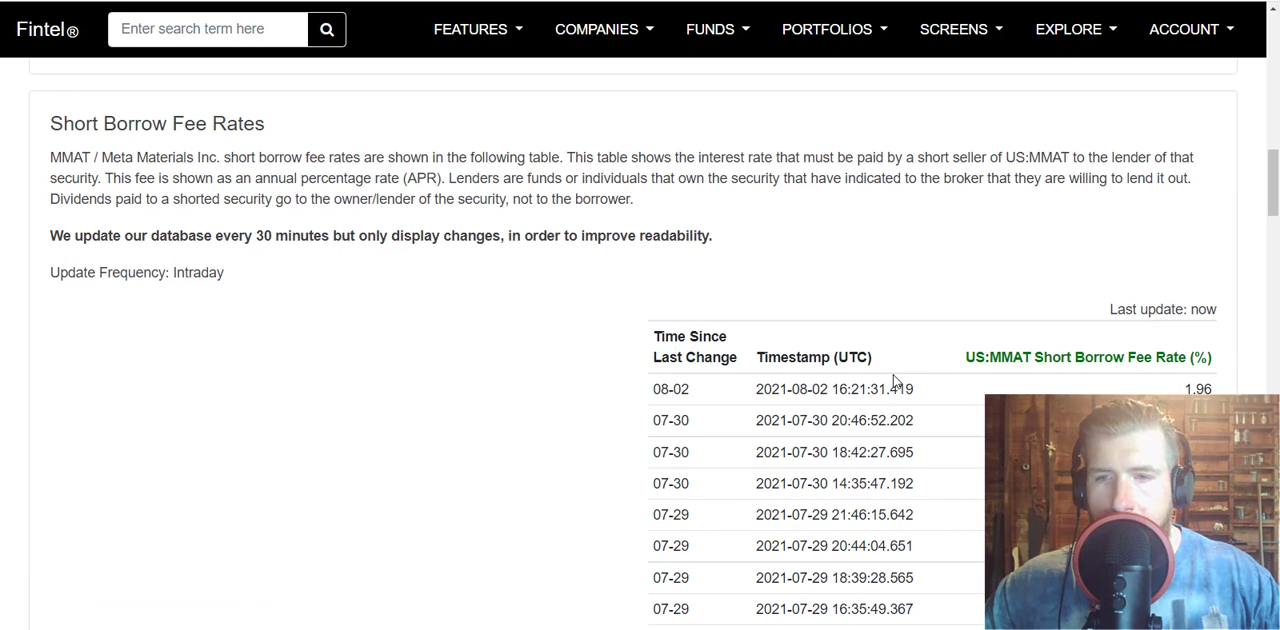 Fintel®
Enter search term here
FEATURES COMPANIES FUNDS PORTFOLIOS SCREENS EXPLORE ACCOUNT
Short Borrow Fee Rates
MMAT / Meta Materials Inc. short borrow fee rates are shown in the following table. This table shows the interest rate that must be paid by a short seller of US:MMAT to the lender of that
security. This fee is shown as an annual percentage rate (APR). Lenders are funds or individuals that own the security that have indicated to the broker that they are willing to lend it out.
Dividends paid to a shorted security go to the owner/lender of the security, not to the borrower.
We update our database every 30 minutes but only display changes, in order to improve readability.
Update Frequency: Intraday
Last update: now
Time Since
Last Change Timestamp (UTC) US:MMAT Short Borrow Fee Rate (%)
08-02 2021-08-02 16:21:31.419 1.96
07-30 2021-07-30 20:46:52.202
07-30 2021-07-30 18:42:27.695
07-30 2021-07-30 14:35:47.192
07-29 2021-07-29 21:46:15.642
07-29 2021-07-29 20:44:04.651
07-29 2021-07-29 18:39:28.565
07-29 2021-07-29 16:35:49.367